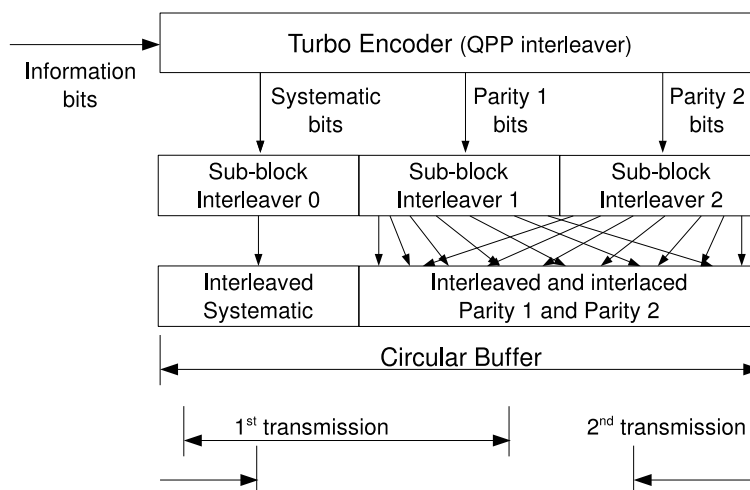 Turbo Encoder (QPP interleaver)
Information
bits
Systematic
bits
Parity 1
bits
Parity 2
bits
Sub-block
Interleaver 0
Sub-block
Interleaver 1
Sub-block
Interleaver 2
Interleaved
Systematic
Interleaved and interlaced
Parity 1 and Parity 2
Circular Buffer
1st transmission
2nd transmission